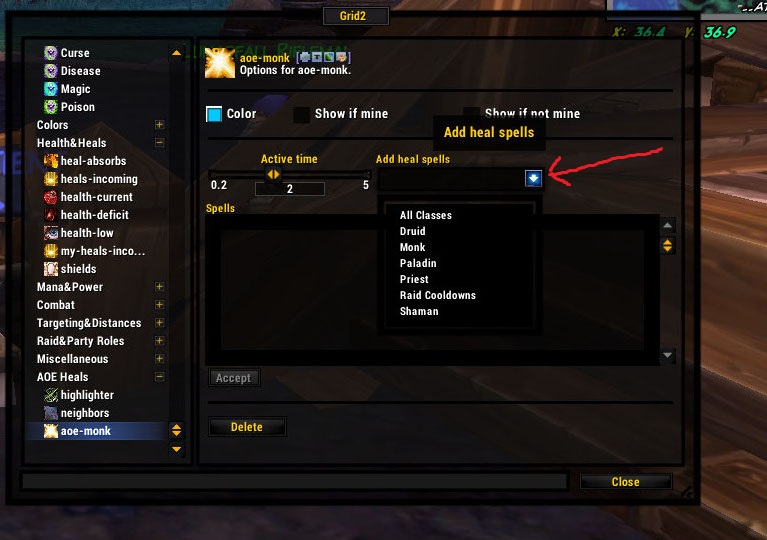 Grid2
X: 36.4 Y: 36.9
Curse
Disease
Magic
Poison
Colors
Health&Heals
heal-absorbs
heals-incoming
health-current
health-deficit
health-low
my-heals-inco...
shields
Mana&Power
Combat
Targeting&Distances
Raid&Party Roles
Miscellaneous
AOE Heals
highlighter
neighbors
aoe-monk
aoe-monk
Options for aoe-monk.
Color
Show if mine
Show if not mine
Add heal spells
Active time
0.2
2
5
Add heal spells
All Classes
Druid
Monk
Paladin
Priest
Raid Cooldowns
Shaman
Spells
Accept
Delete
Close